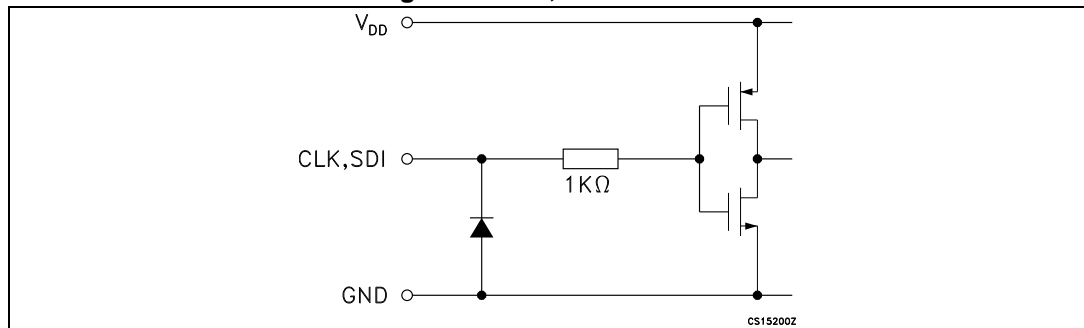 V_DD
CLK,SDI
1KΩ
GND
CS15200Z